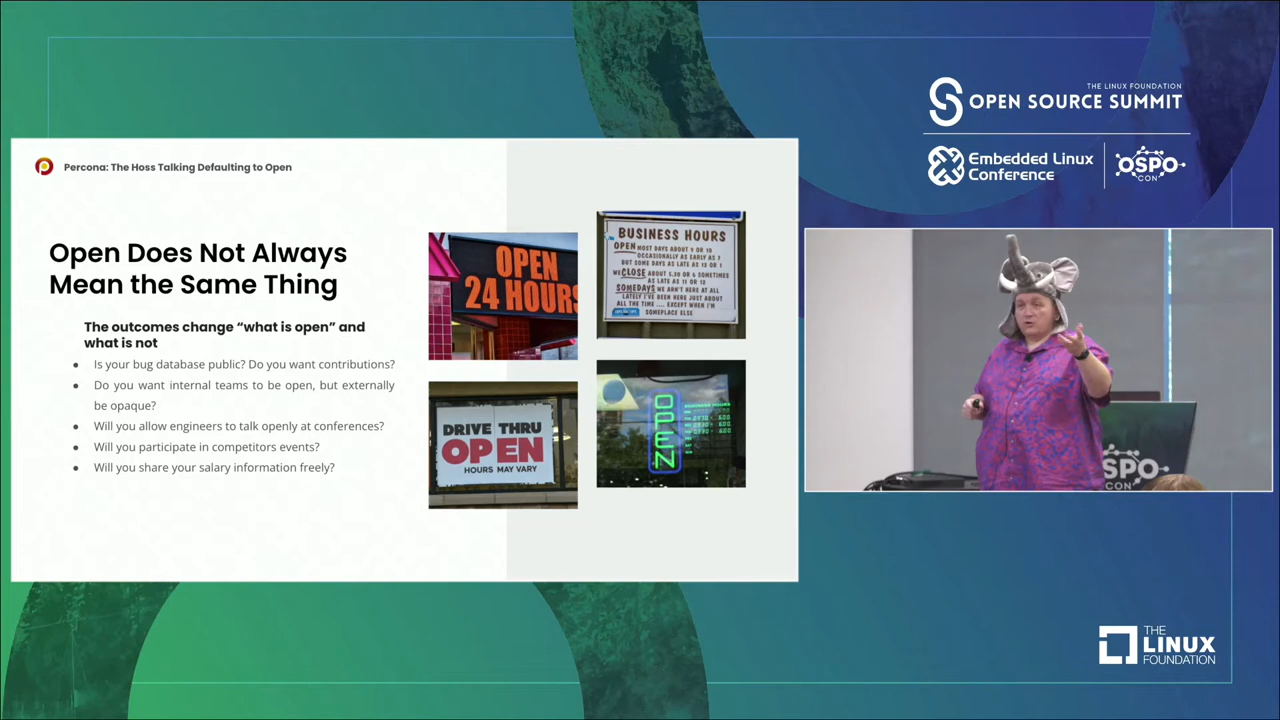 Percona: The Hoss Talking Defaulting to Open
Open Does Not Always
Mean the Same Thing
The outcomes change “what is open” and
what is not
● Is your bug database public? Do you want contributions?
● Do you want internal teams to be open, but externally
be opaque?
● Will you allow engineers to talk openly at conferences?
● Will you participate in competitors events?
● Will you share your salary information freely?
OPEN
24 HOURS
BUSINESS HOURS
OPEN MOST DAYS ABOUT 9 OR 10
OCCASIONALLY AS EARLY AS 7
BUT SOME DAYS AS LATE AS 12 OR 1
WE CLOSE ABOUT 5:30 OR 6 SOMETIMES
AS LATE AS 11 OR 12
SOMEDAYS WE ARN'T HERE AT ALL
LATELY I'VE BEEN HERE JUST ABOUT
ALL THE TIME .... EXCEPT WHEN I'M
SOMEPLACE ELSE
DRIVE THRU
OPEN
HOURS MAY VARY
OPEN
BUSINESS HOURS
THE LINUX FOUNDATION
OPEN SOURCE SUMMIT
Embedded Linux
Conference
OSPO
CON
OSPO
CON
THE
LINUX
FOUNDATION